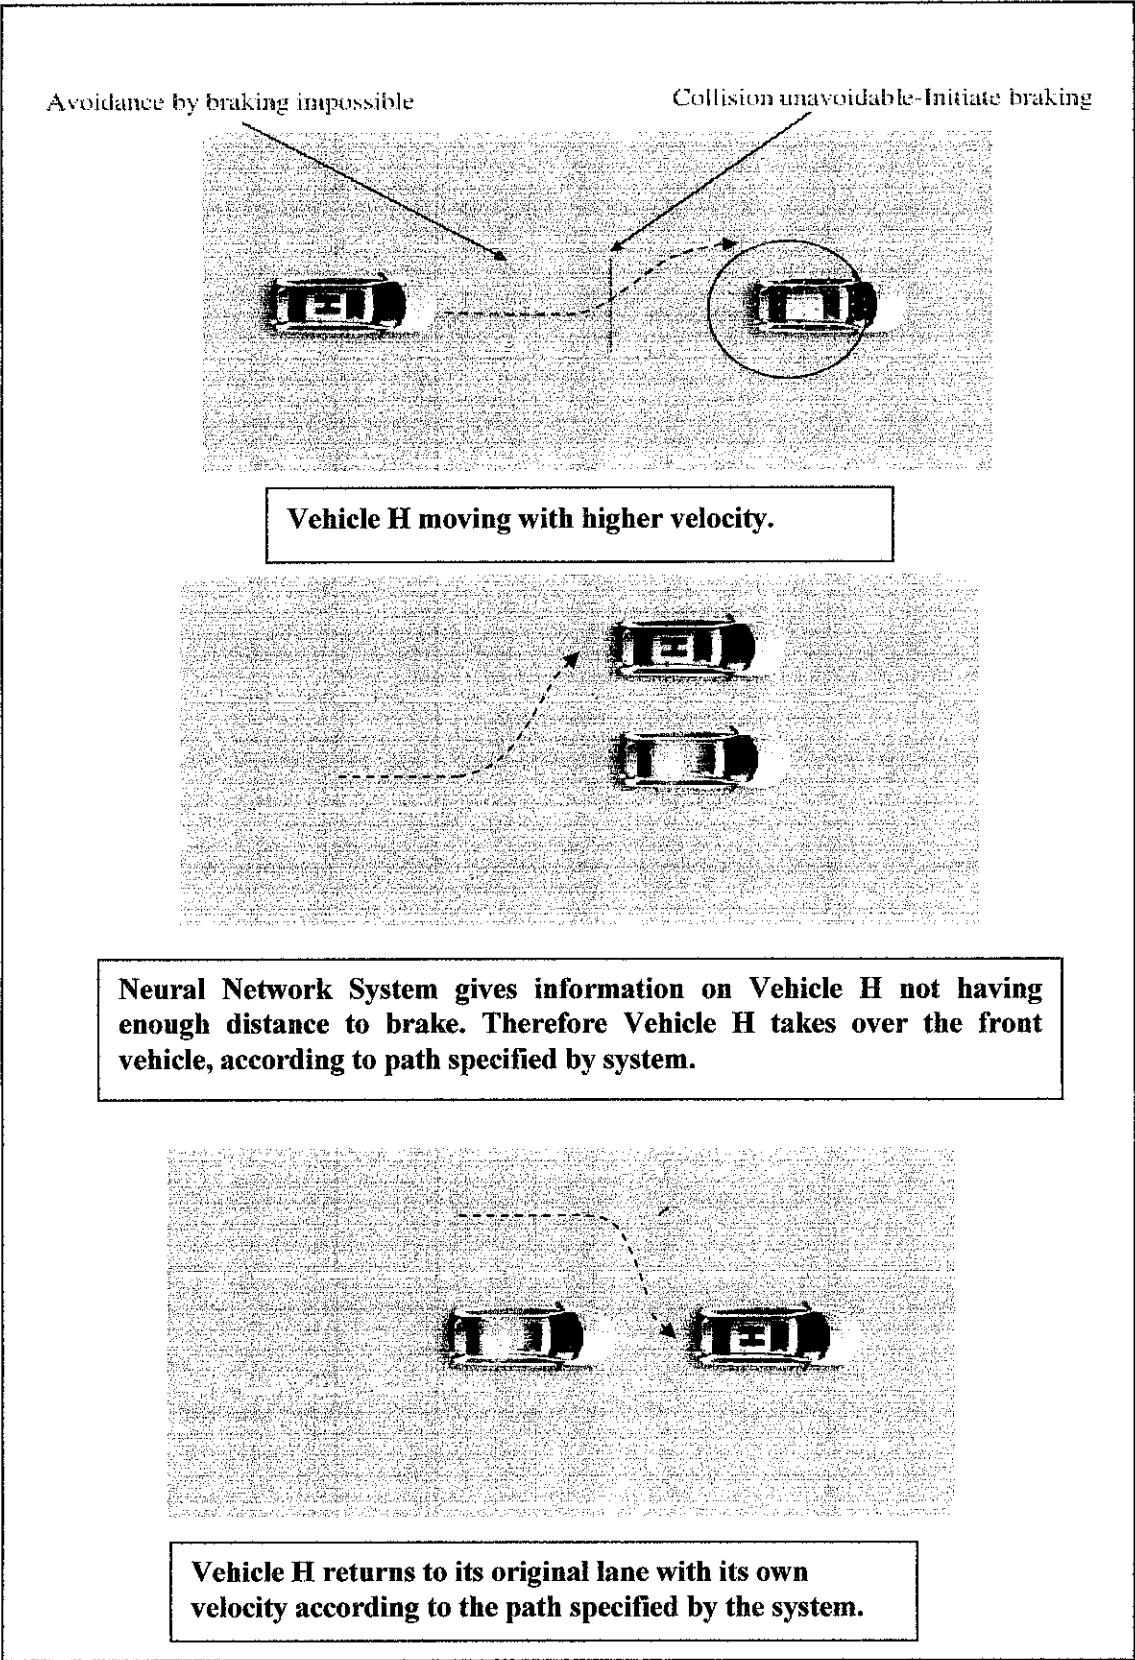 Avoidance by braking impossible
Collision unavoidable-Initiate braking
H
Vehicle H moving with higher velocity.
H
Neural Network System gives information on Vehicle H not having
enough distance to brake. Therefore Vehicle H takes over the front
vehicle, according to path specified by system.
H
Vehicle H returns to its original lane with its own
velocity according to the path specified by the system.